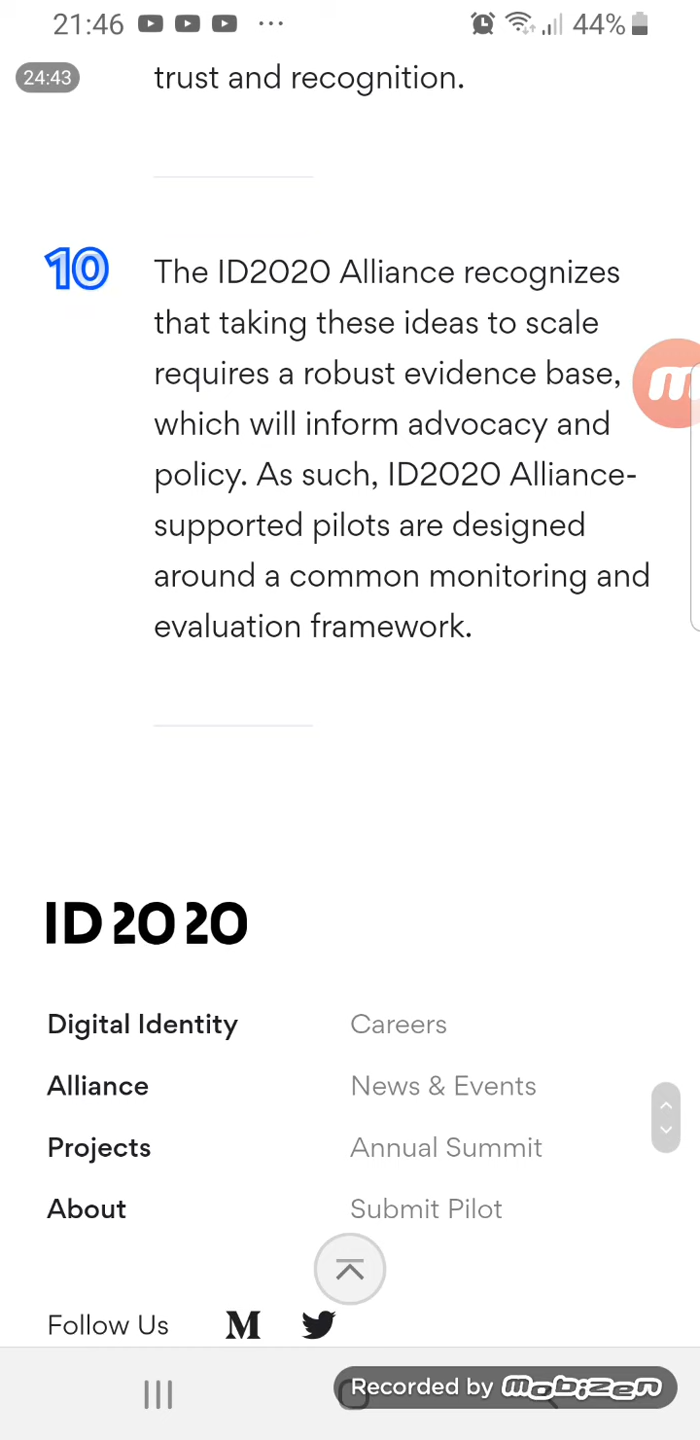 21:46 ... 44%
24:43
trust and recognition.
10
The ID2020 Alliance recognizes
that taking these ideas to scale
requires a robust evidence base,
which will inform advocacy and
policy. As such, ID2020 Alliance-
supported pilots are designed
around a common monitoring and
evaluation framework.
ID2020
Digital Identity
Careers
Alliance
News & Events
Projects
Annual Summit
About
Submit Pilot
Follow Us
Recorded by mobizen